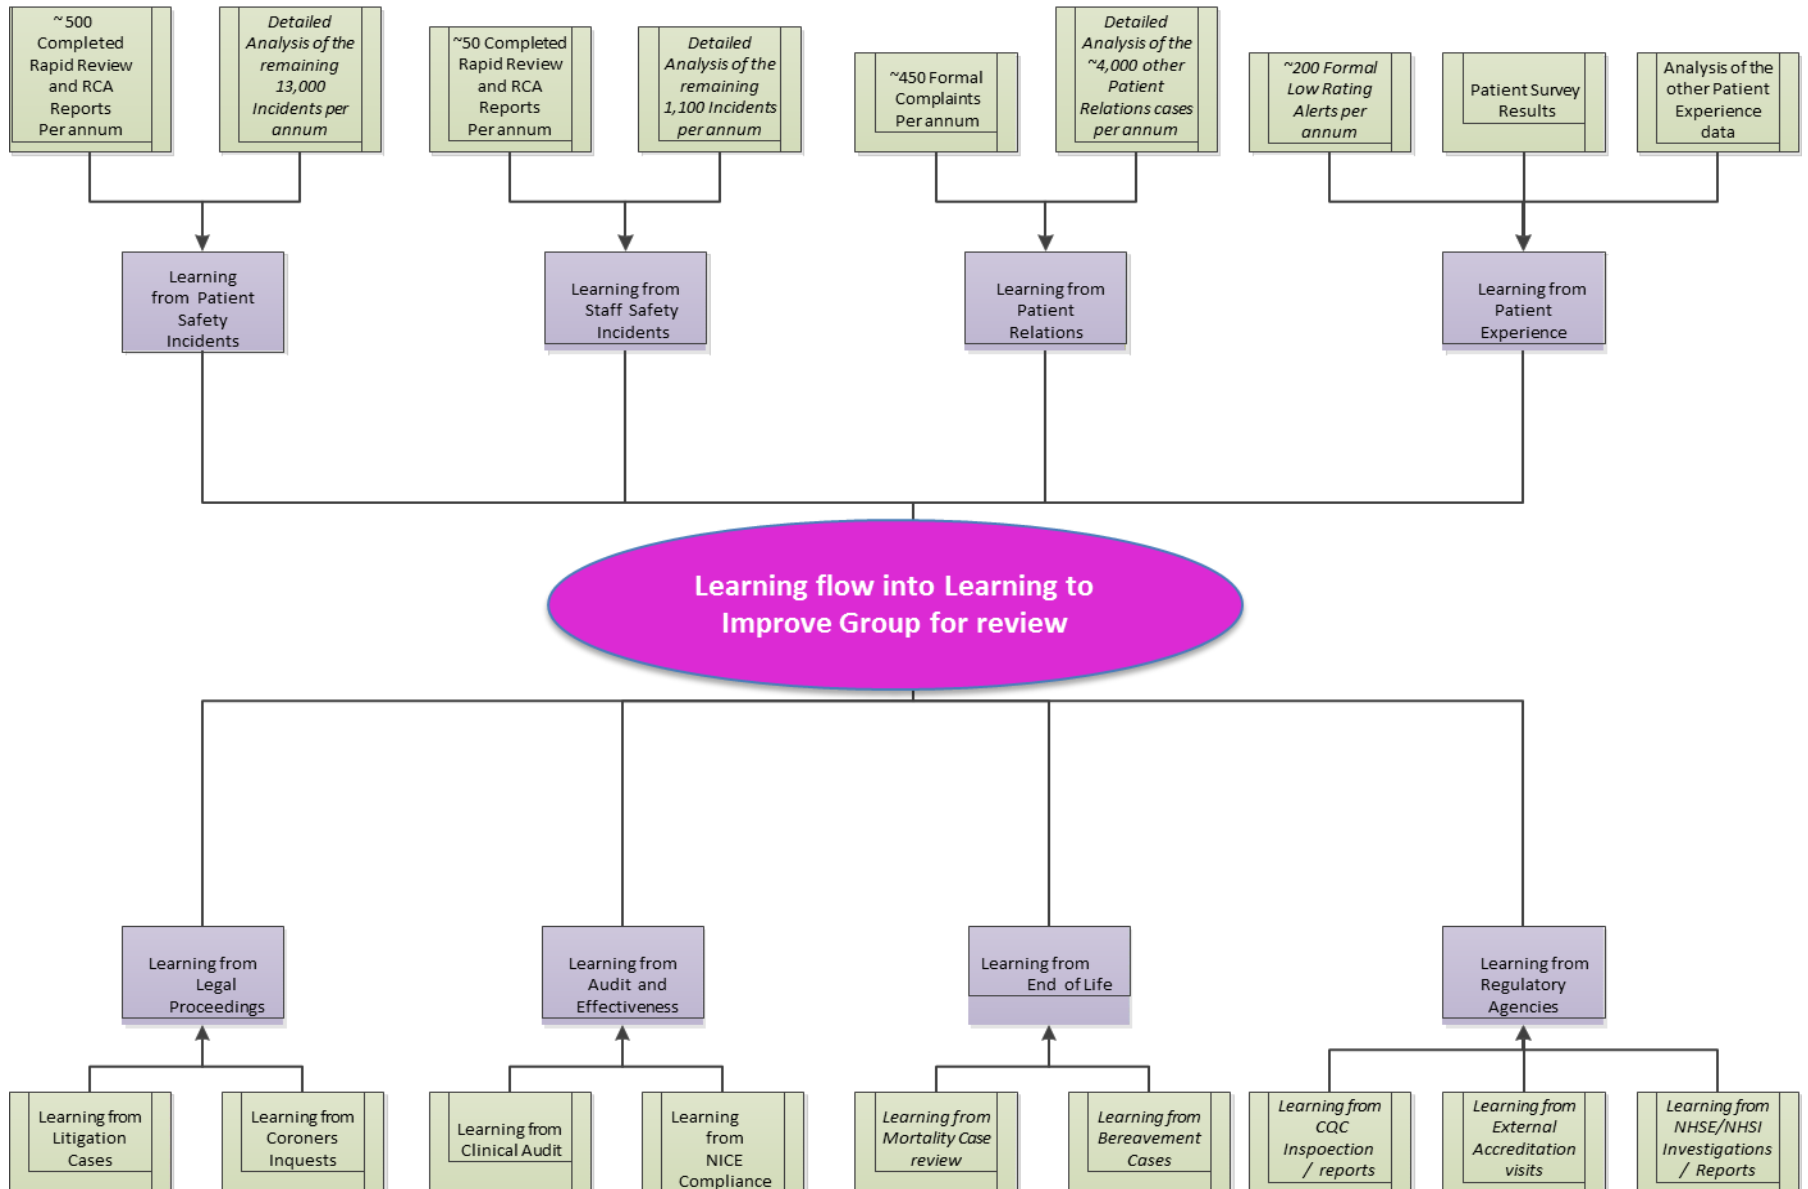 ~500
Completed
Rapid Review
and RCA
Reports
Per annum
Detailed
Analysis of the
remaining
13,000
Incidents per
annum
~50 Completed
Rapid Review
and RCA
Reports
Per annum
Detailed
Analysis of the
remaining
1,100 Incidents
per annum
~450 Formal
Complaints
Per annum
Detailed
Analysis of the
~4,000 other
Patient
Relations cases
per annum
~200 Formal
Low Rating
Alerts per
annum
Patient Survey
Results
Analysis of the
other Patient
Experience
data
Learning
from Patient
Safety
Incidents
Learning from
Staff Safety
Incidents
Learning from
Patient
Relations
Learning from
Patient
Experience
Learning flow into Learning to
Improve Group for review
Learning from
Legal
Proceedings
Learning from
Audit and
Effectiveness
Learning from
End of Life
Learning from
Regulatory
Agencies
Learning from
Litigation
Cases
Learning from
Coroners
Inquests
Learning from
Clinical Audit
Learning
from
NICE
Compliance
Learning from
Mortality Case
review
Learning from
Bereavement
Cases
Learning from
CQC
Inspoection
/ reports
Learning from
External
Accreditation
visits
Learning from
NHSE/NHSI
Investigations
/ Reports